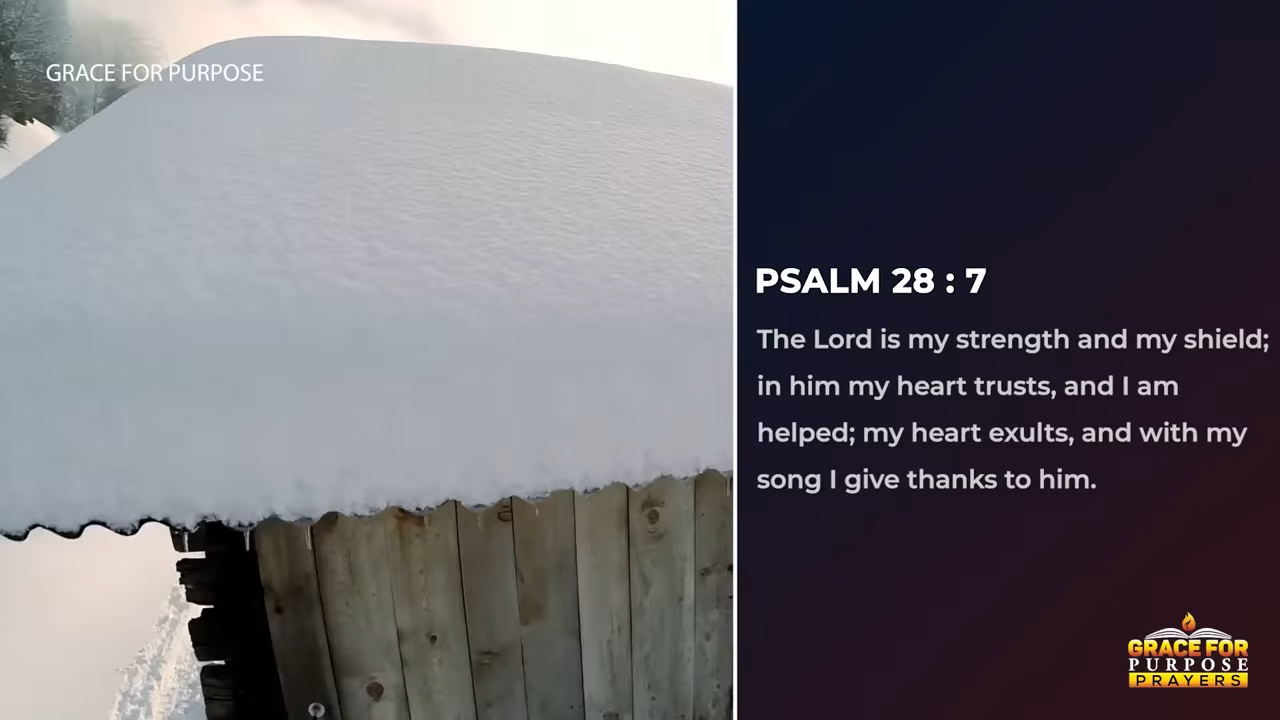 GRACE FOR PURPOSE
PSALM 28 : 7
The Lord is my strength and my shield;
in him my heart trusts, and I am
helped; my heart exults, and with my
song I give thanks to him.
GRACE FOR
PURPOSE
PRAYERS